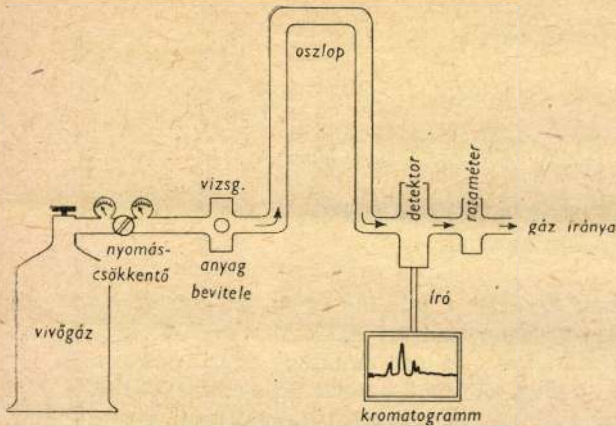 oszlop
vizsg.
anyag
bevitele
nyomás-
csökkentő
vivőgáz
detektor
rotaméter
gáz iránya
író
kromatogramm